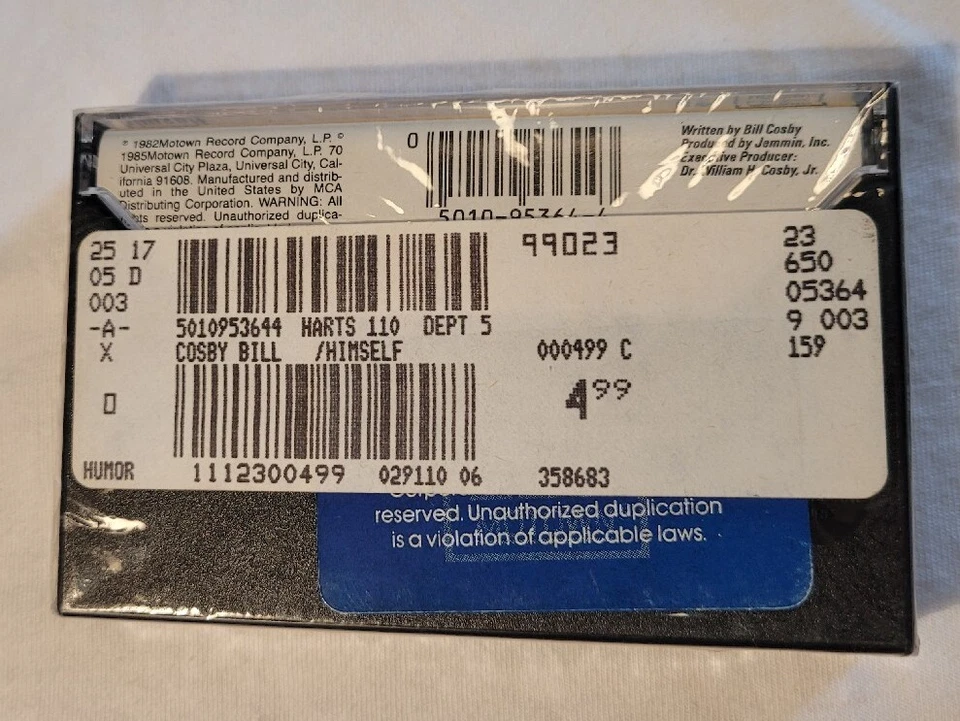 ℗ 1982Motown Record Company, L.P. ©
1985Motown Record Company, L.P. 70
Universal City Plaza, Universal City, Cal-
ifornia 91608. Manufactured and distrib-
uted in the United States by MCA
Distributing Corporation. WARNING: All
rights reserved. Unauthorized duplica-
0
5010-95364-4
Written by Bill Cosby
Produced by Jemmin, Inc.
Executive Producer:
Dr. William H. Cosby, Jr.
25 17
05 D
003
-A-
X
0
HUMOR
99023
5010953644 HARTS 110 DEPT 5
COSBY BILL /HIMSELF
000499 C
4⁹⁹
1112300499 029110 06 358683
23
650
05364
9 003
159
reserved. Unauthorized duplication
is a violation of applicable laws.